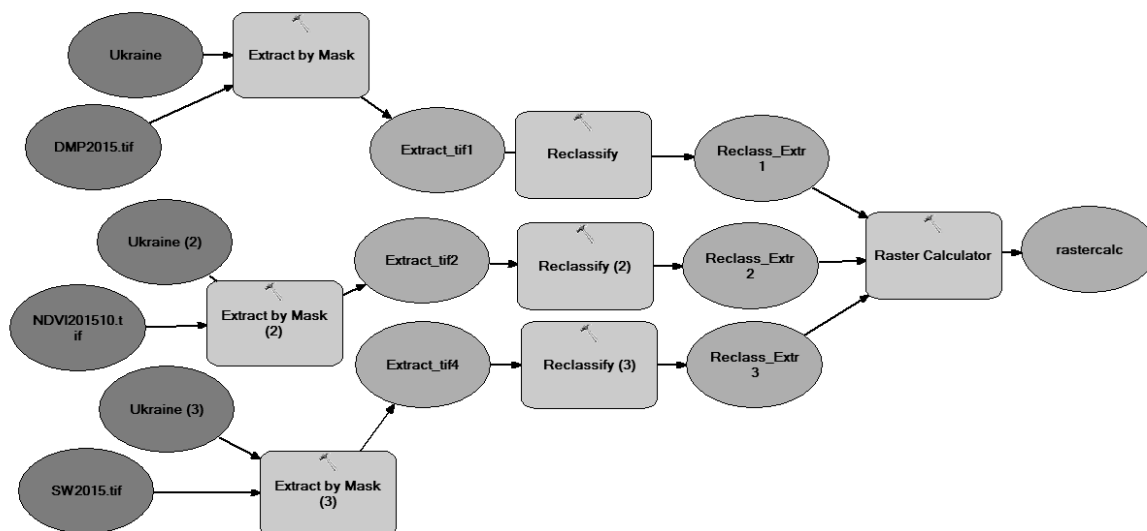 Ukraine
Extract by Mask
DMP2015.tif
Extract_tif1
Reclassify
Reclass_Extr
1
Ukraine (2)
Extract_tif2
Reclassify (2)
Reclass_Extr
2
Raster Calculator
rastercalc
NDVI201510.t
if
Extract by Mask
(2)
Extract_tif4
Reclassify (3)
Reclass_Extr
3
Ukraine (3)
SW2015.tif
Extract by Mask
(3)